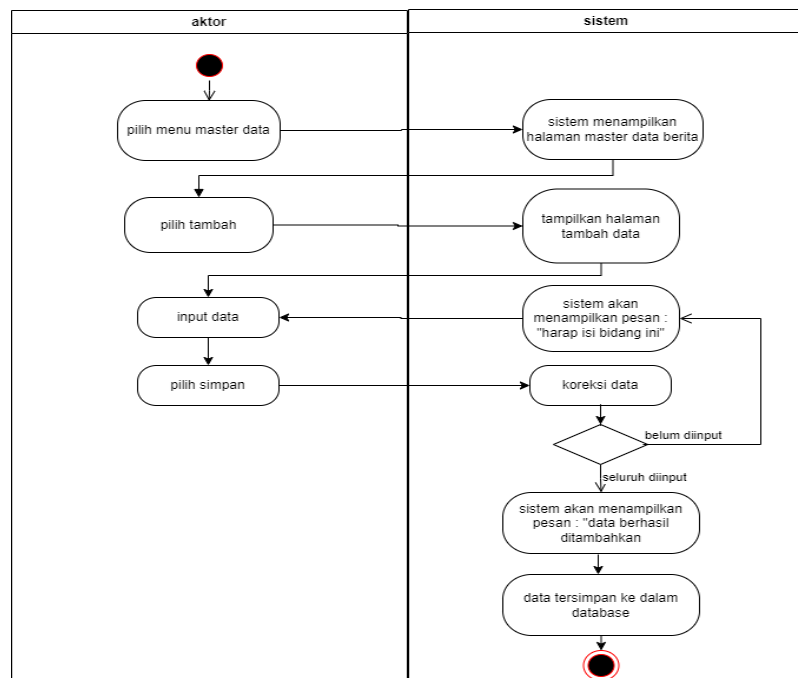 aktor
sistem
pilih menu master data
sistem menampilkan
halaman master data berita
pilih tambah
tampilkan halaman
tambah data
input data
sistem akan
menampilkan pesan :
"harap isi bidang ini"
pilih simpan
koreksi data
belum diinput
seluruh diinput
sistem akan menampilkan
pesan : "data berhasil
ditambahkan
data tersimpan ke dalam
database